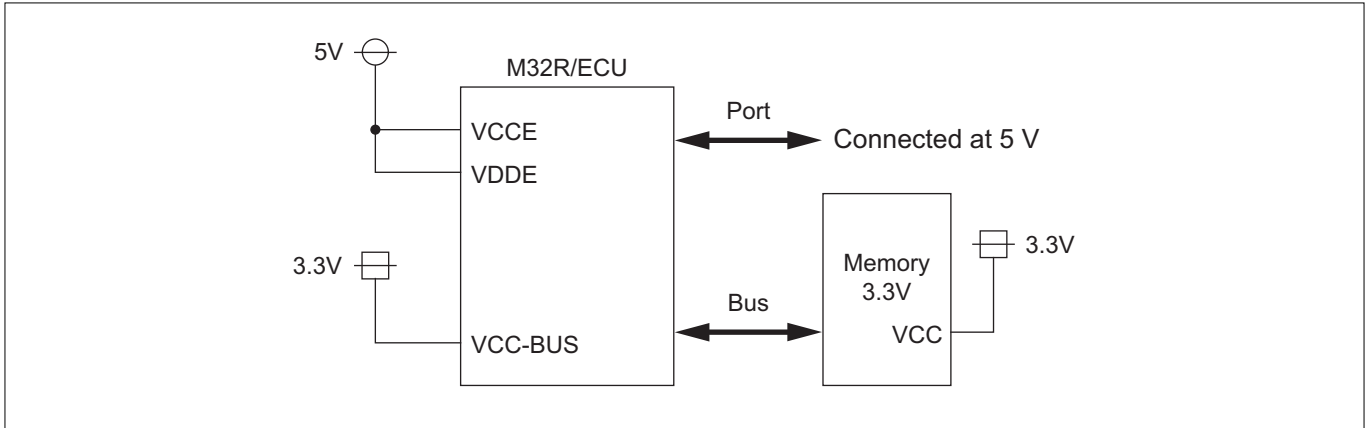 5V
M32R/ECU
VCCE
VDDE
Port
Connected at 5 V
3.3V
VCC-BUS
Bus
Memory
3.3V
VCC
3.3V